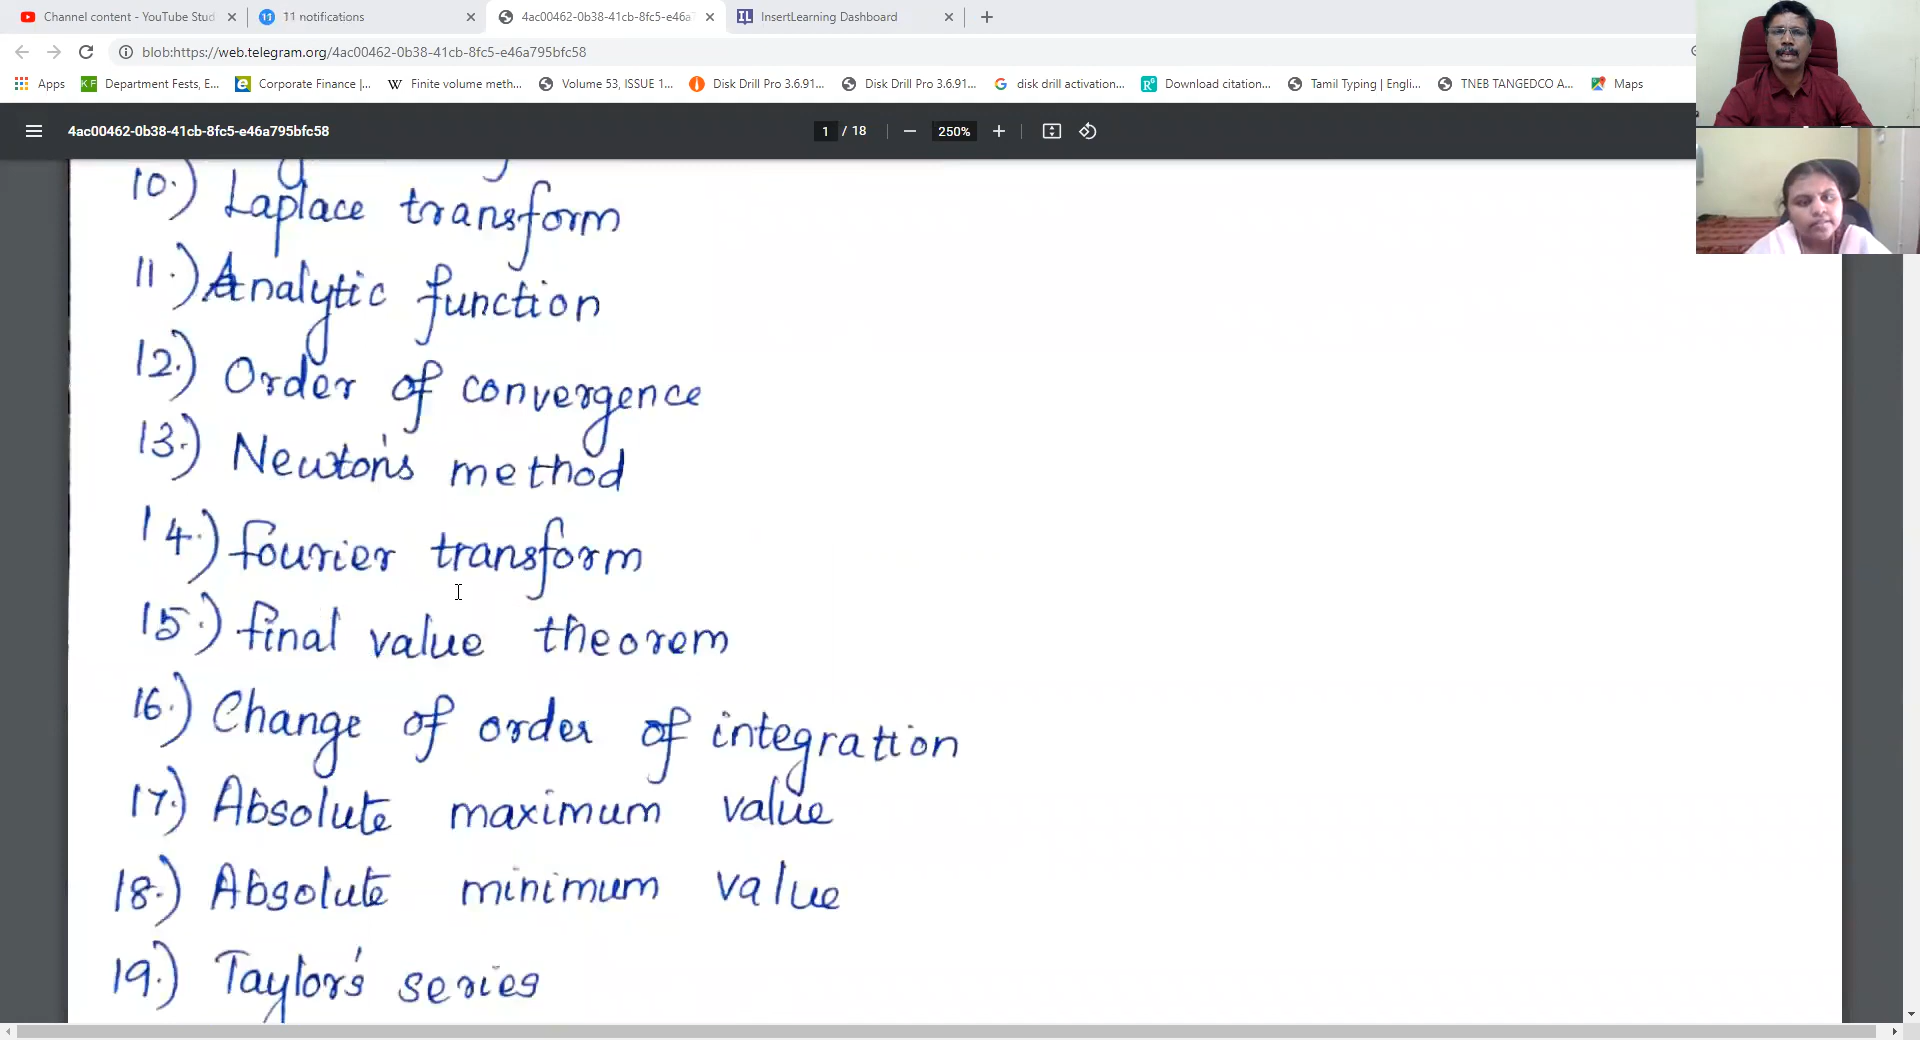 Channel content - YouTube Stud
11 11 notifications
4ac00462-0b38-41cb-8fc5-e46a7
IL InsertLearning Dashboard
blob:https://web.telegram.org/4ac00462-0b38-41cb-8fc5-e46a795bfc58
Apps
KF Department Fests, E...
Corporate Finance |...
W Finite volume meth...
Volume 53, ISSUE 1...
Disk Drill Pro 3.6.91...
Disk Drill Pro 3.6.91...
G disk drill activation...
Download citation...
Tamil Typing | Engli...
TNEB TANGEDCO A...
Maps
4ac00462-0b38-41cb-8fc5-e46a795bfc58
1 / 18
250%
10.) Laplace transform
11.) Analytic function
12.) Order of convergence
13.) Newton's method
14.) fourier transform
15.) final value theorem
16.) Change of order of integration
17.) Absolute maximum value
18.) Absolute minimum value
19.) Taylor's series